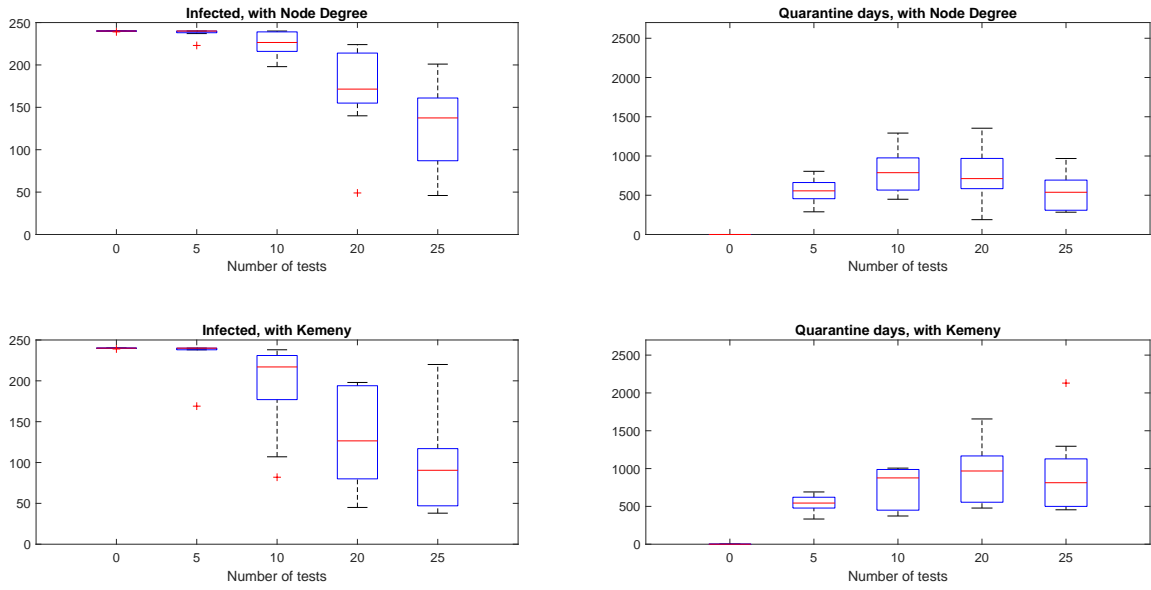 Infected, with Node Degree
250
200
150
100
50
0
0 5 10 20 25
Number of tests
Quarantine days, with Node Degree
2500
2000
1500
1000
500
0
0 5 10 20 25
Number of tests
Infected, with Kemeny
250
200
150
100
50
0
0 5 10 20 25
Number of tests
Quarantine days, with Kemeny
2500
2000
1500
1000
500
0
0 5 10 20 25
Number of tests